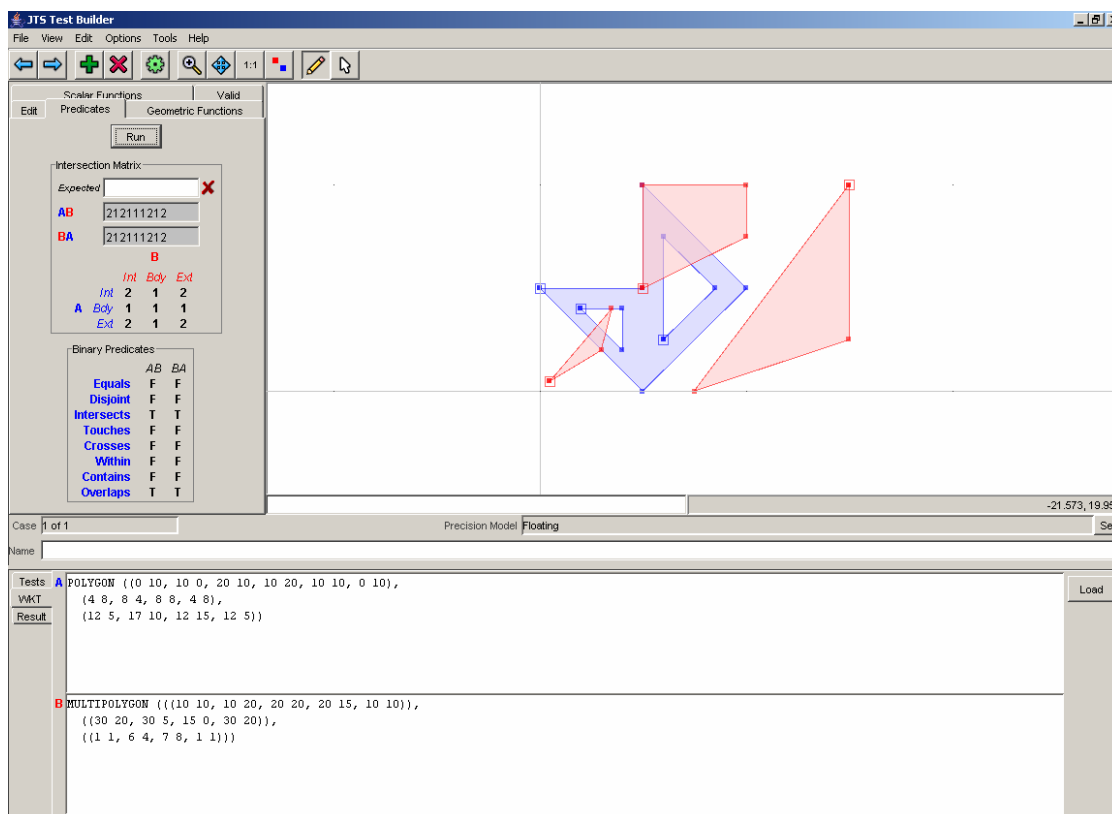 JTS Test Builder
File View Edit Options Tools Help
1:1
Scalar Functions Valid
Edit Predicates Geometric Functions
Run
Intersection Matrix
Expected
AB 212111212
BA 212111212
B
Int Bdy Ext
Int 2 1 2
A Bdy 1 1 1
Ext 2 1 2
Binary Predicates
AB BA
Equals F F
Disjoint F F
Intersects T T
Touches F F
Crosses F F
Within F F
Contains F F
Overlaps T T
-21.573, 19.95
Case 1 of 1 Precision Model Floating Se
Name
Tests A POLYGON ((0 10, 10 0, 20 10, 10 20, 10 10, 0 10), Load
WKT (4 8, 8 4, 8 8, 4 8),
Result (12 5, 17 10, 12 15, 12 5))
B MULTIPOLYGON (((10 10, 10 20, 20 20, 20 15, 10 10)),
((30 20, 30 5, 15 0, 30 20)),
((1 1, 6 4, 7 8, 1 1)))